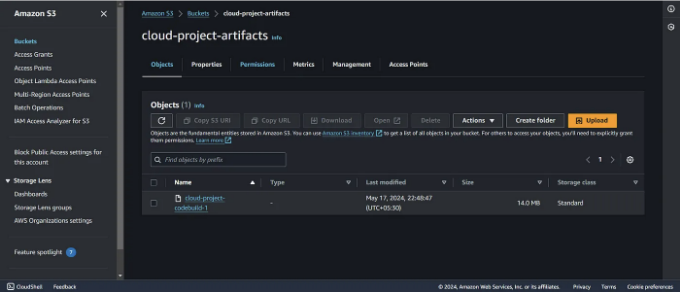 Amazon S3
Buckets
Access Grants
Access Points
Object Lambda Access Points
Multi-Region Access Points
Batch Operations
IAM Access Analyzer for S3
Block Public Access settings for
this account
Storage Lens
Dashboards
Storage Lens groups
AWS Organizations settings
Feature spotlight 7
Amazon S3 > Buckets > cloud-project-artifacts
cloud-project-artifacts Info
Objects Properties Permissions Metrics Management Access Points
Objects (1) Info
Copy S3 URI Copy URL Download Open Delete Actions Create folder Upload
Objects are the fundamental entities stored in Amazon S3. You can use Amazon S3 inventory to get a list of all objects in your bucket. For others to access your objects, you'll need to explicitly grant
them permissions. Learn more
Find objects by prefix
1
Name Type Last modified Size Storage class
cloud-project-
codebuild-1
-
May 17, 2024, 22:48:47
(UTC+05:30)
14.0 MB
Standard
CloudShell Feedback © 2024, Amazon Web Services, Inc. or its affiliates. Privacy Terms Cookie preferences